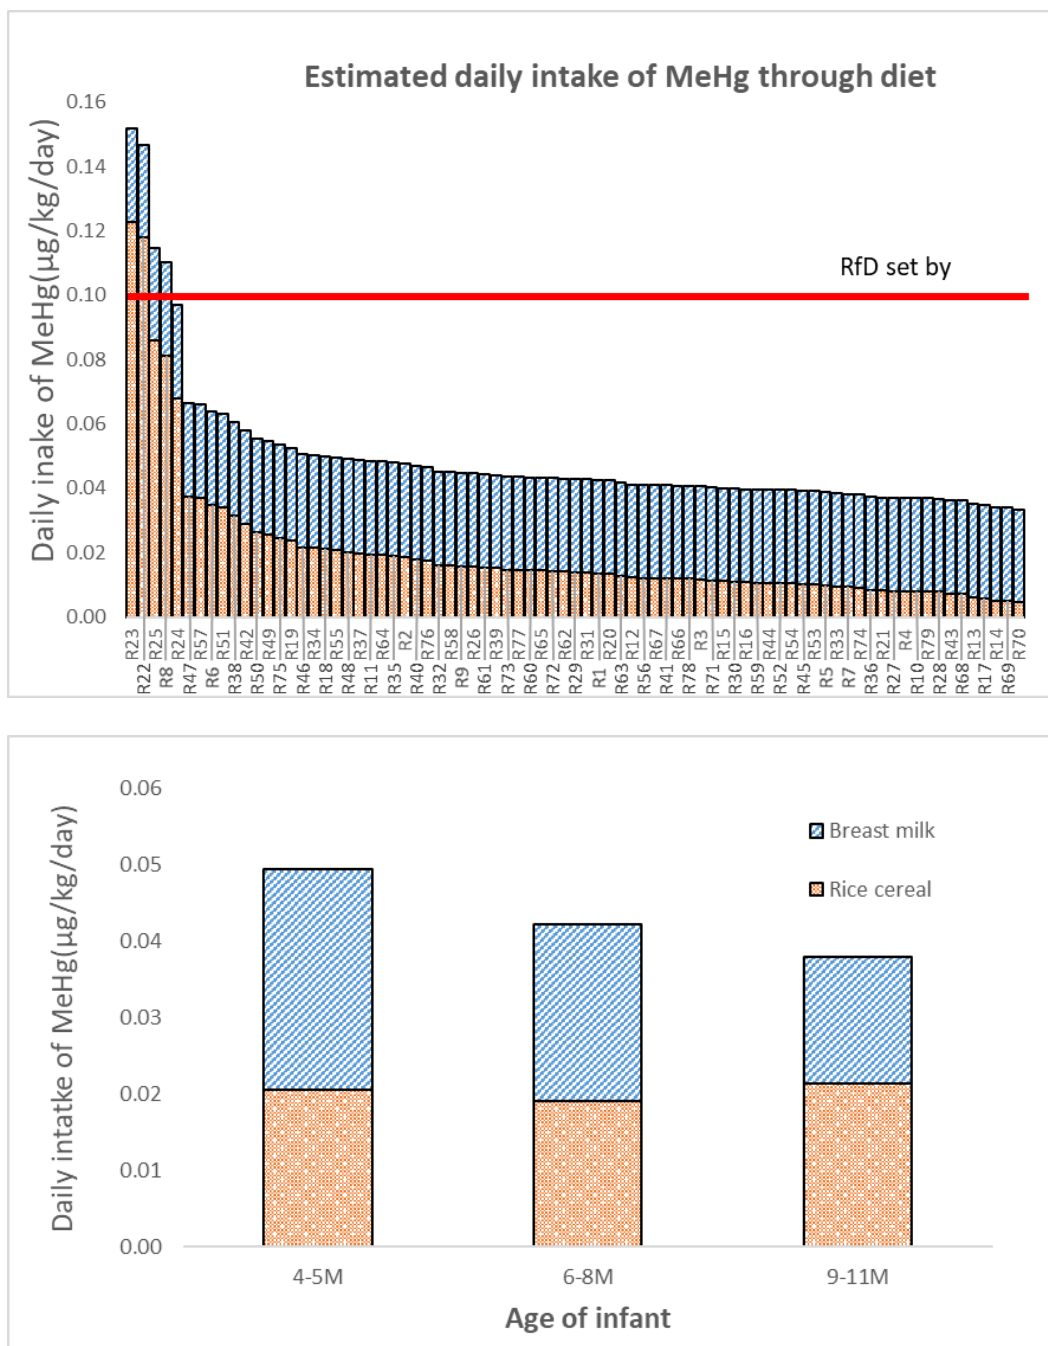 Estimated daily intake of MeHg through diet
Daily inake of MeHg(µg/kg/day)
0.16
0.14
0.12
0.10
0.08
0.06
0.04
0.02
0.00
RfD set by
R23 R22 R25 R8 R24 R47 R57 R6 R51 R38 R42 R50 R49 R75 R19 R46 R34 R18 R55 R48 R37 R11 R64 R35 R2 R40 R76 R32 R58 R9 R26 R61 R39 R73 R77 R60 R65 R72 R62 R29 R31 R1 R20 R63 R12 R56 R67 R41 R66 R78 R3 R71 R15 R30 R16 R59 R44 R52 R54 R45 R53 R5 R33 R7 R74 R36 R21 R27 R4 R10 R79 R28 R43 R68 R13 R17 R14 R69 R70
Daily intatke of MeHg(µg/kg/day)
0.06
0.05
0.04
0.03
0.02
0.01
0.00
Breast milk
Rice cereal
4-5M 6-8M 9-11M
Age of infant